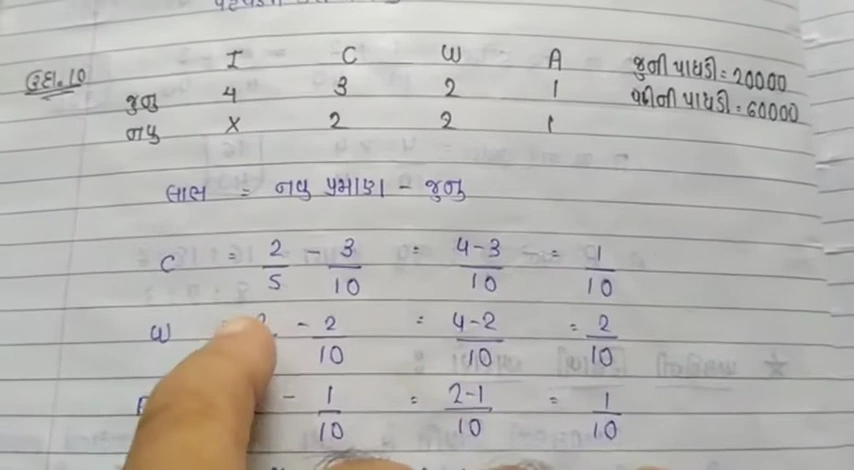 ઉદા.10 I C W A જુની પાઘડી = 20000
જુનુ 4 3 2 1 ફીની પાઘડી = 60000
નવુ X 2 2 1
લાભ = નવુ પ્રમાણ - જુનુ
C = 2/5 - 3/10 = 4-3/10 = 1/10
W = - 2/10 = 4-2/10 = 2/10
- 1/10 = 2-1/10 = 1/10